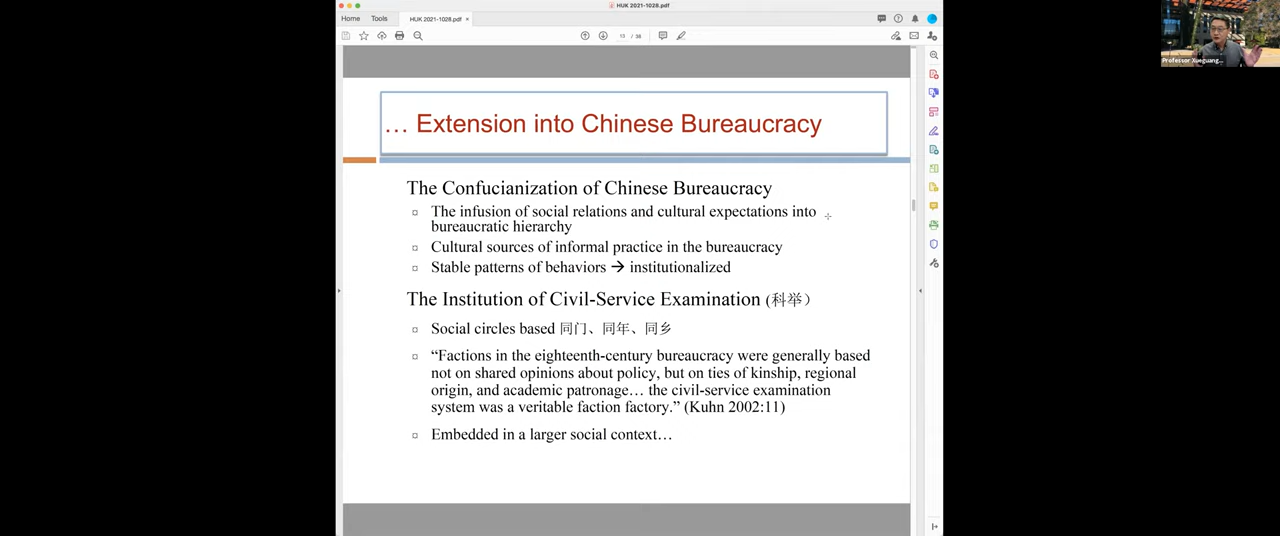 HUK 2021-1028.pdf
Home Tools HUK 2021-1028.pdf ×
13 / 38
Professor Xueguang...
… Extension into Chinese Bureaucracy
The Confucianization of Chinese Bureaucracy
The infusion of social relations and cultural expectations into
bureaucratic hierarchy
Cultural sources of informal practice in the bureaucracy
Stable patterns of behaviors → institutionalized
The Institution of Civil-Service Examination (科举）
Social circles based 同门、同年、同乡
“Factions in the eighteenth-century bureaucracy were generally based
not on shared opinions about policy, but on ties of kinship, regional
origin, and academic patronage… the civil-service examination
system was a veritable faction factory.” (Kuhn 2002:11)
Embedded in a larger social context…